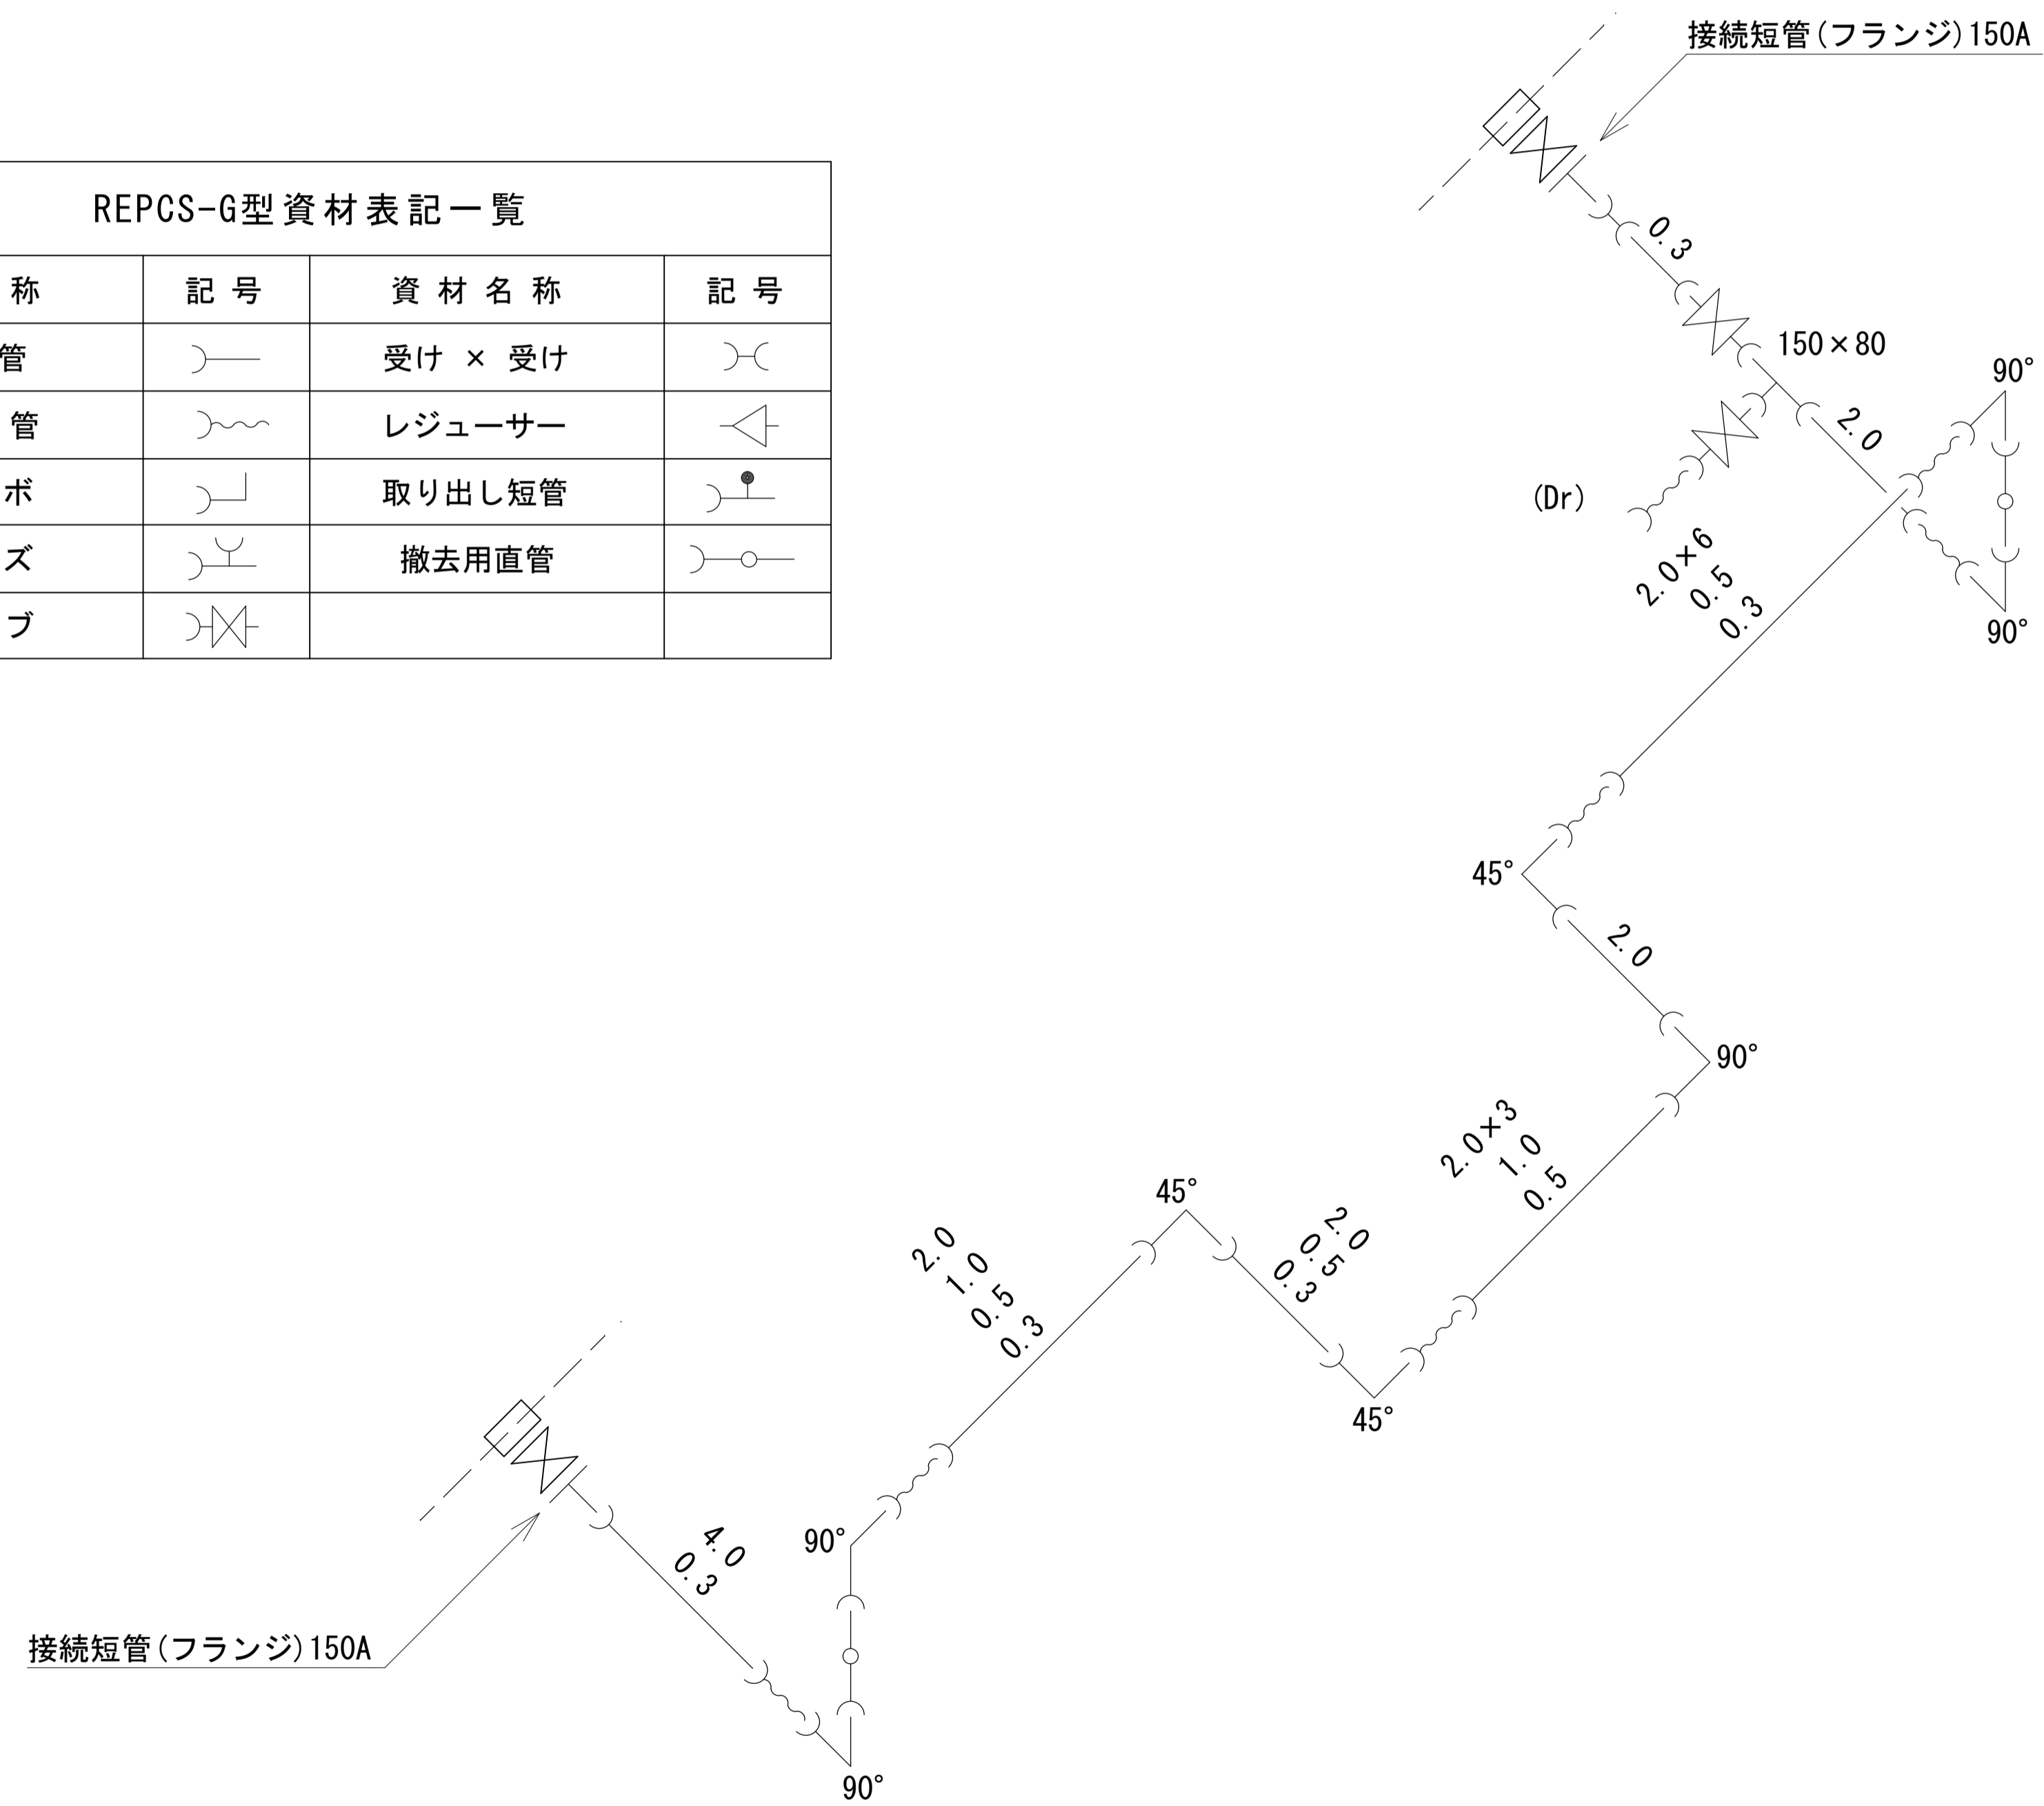 接続短管(フランジ)150A
REPCS-G型資材表記一覧
称 記 号 資 材 名 称 記 号
管 受け × 受け
管 レジューサー
ボ 取り出し短管
ズ 撤去用直管
ブ
0.3
150×80
90°
2.0
(Dr)
2.0×6
0.5
0.3
90°
45°
2.0
90°
2.0×3
1.0
0.5
45°
2.0
0.5
0.3
2.0
1.0
0.5
0.3
45°
4.0
0.3
90°
接続短管(フランジ)150A
90°